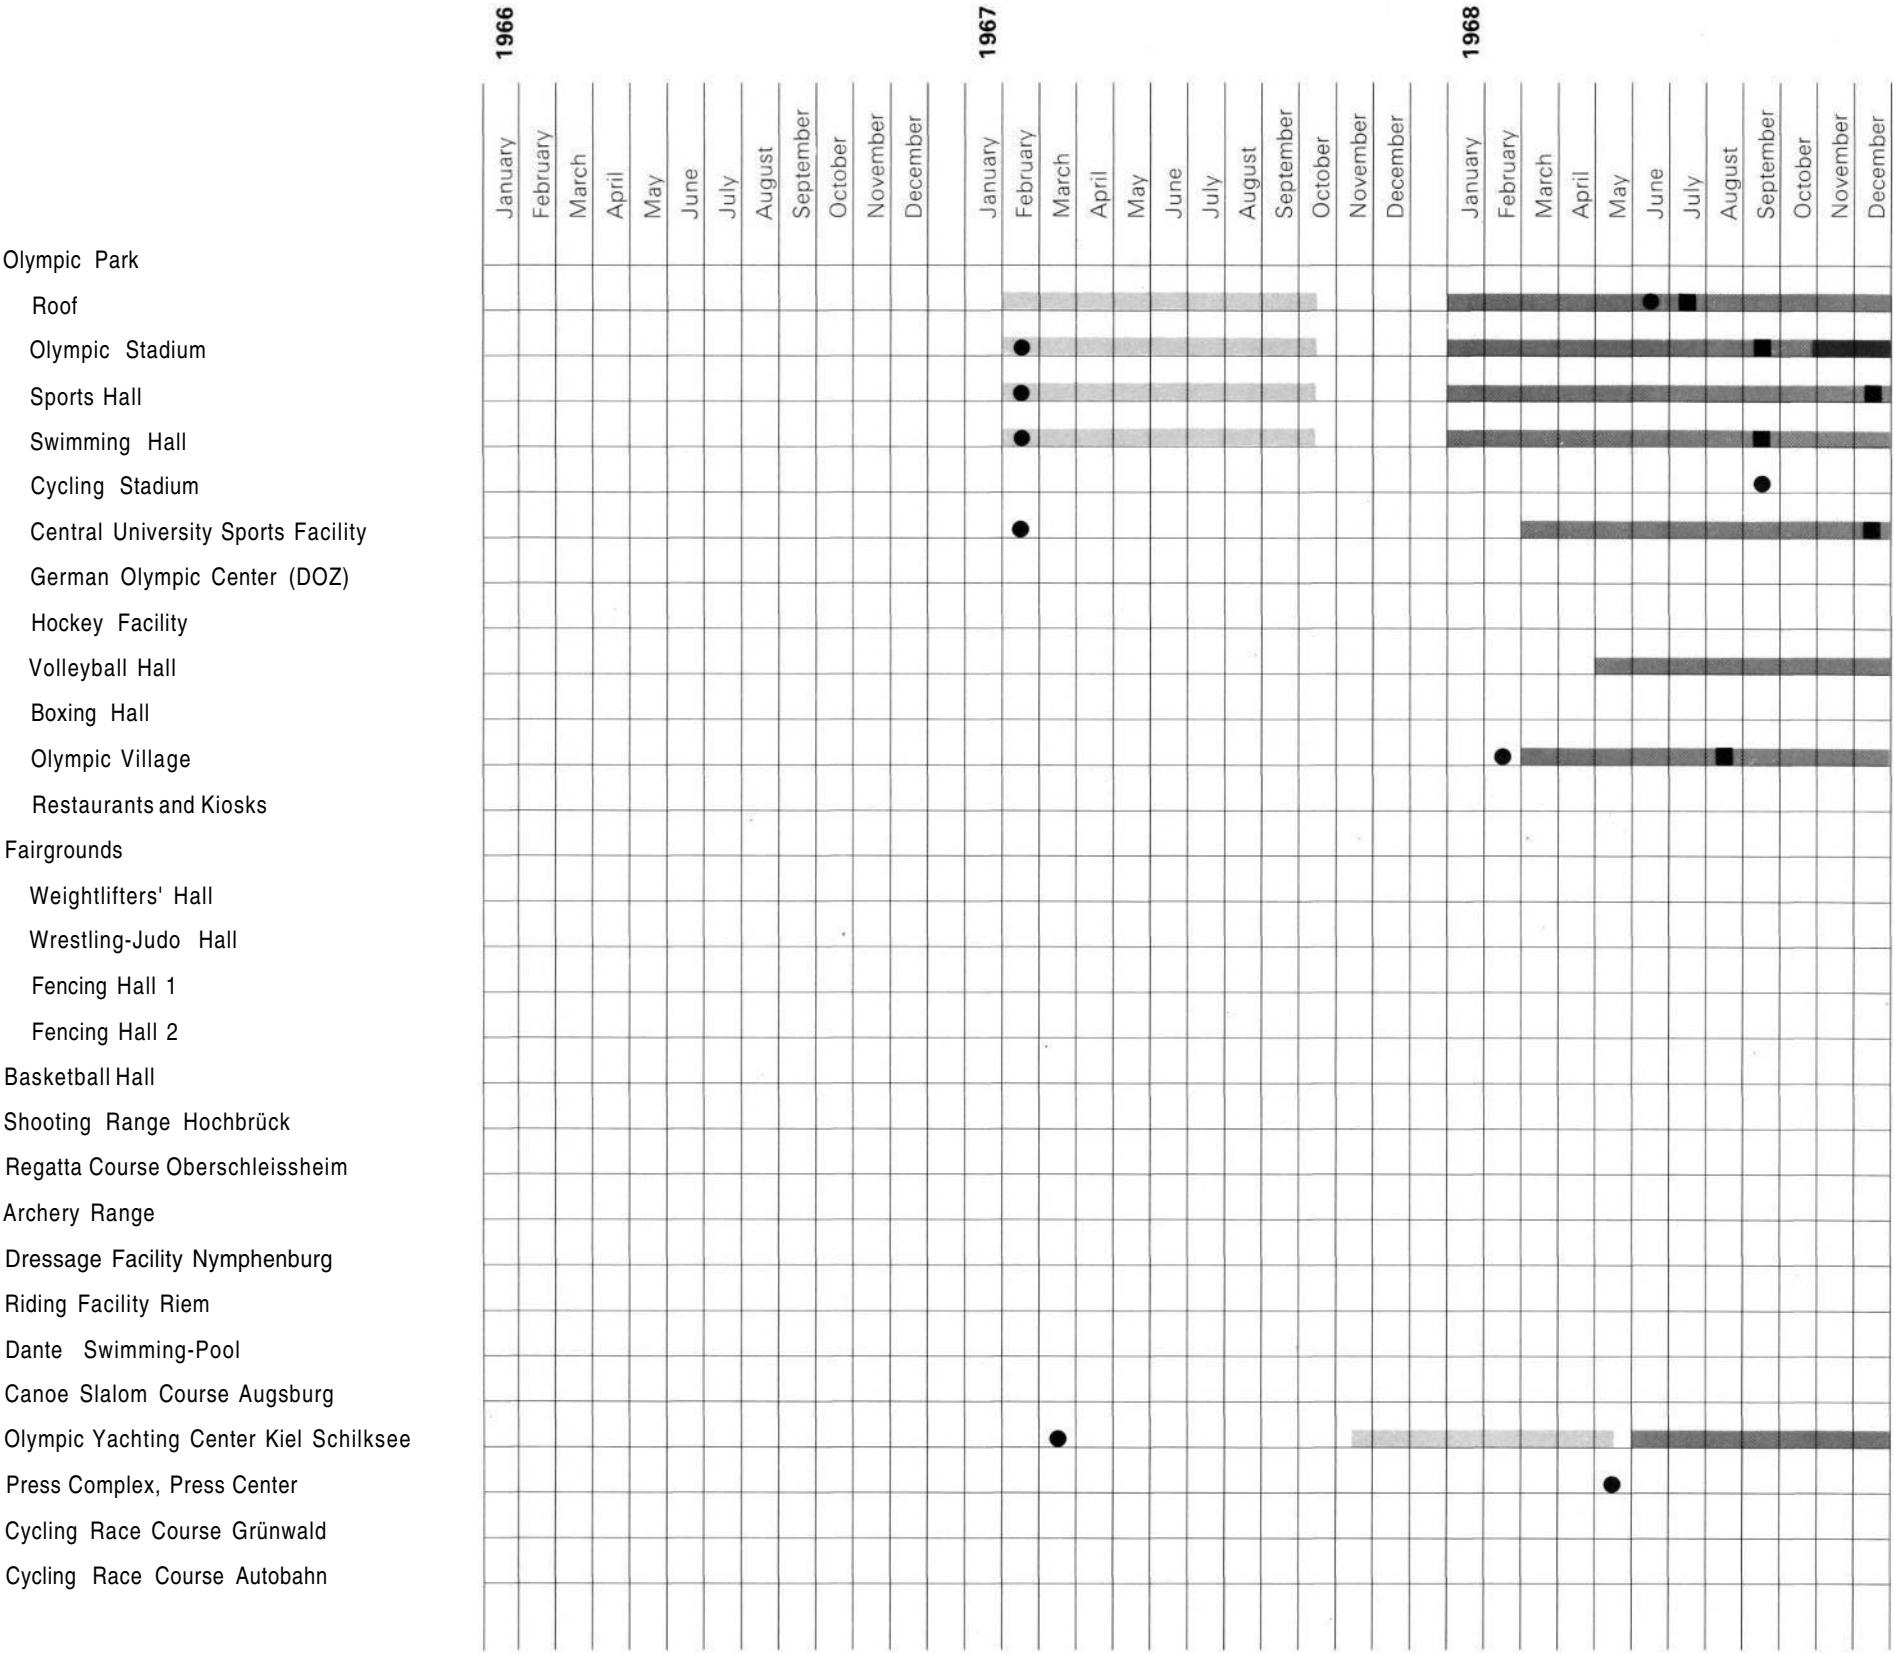 1966
1967
1968
January
February
March
April
May
June
July
August
September
October
November
December
January
February
March
April
May
June
July
August
September
October
November
December
January
February
March
April
May
June
July
August
September
October
November
December
Olympic Park
Roof
Olympic Stadium
Sports Hall
Swimming Hall
Cycling Stadium
Central University Sports Facility
German Olympic Center (DOZ)
Hockey Facility
Volleyball Hall
Boxing Hall
Olympic Village
Restaurants and Kiosks
Fairgrounds
Weightlifters' Hall
Wrestling-Judo Hall
Fencing Hall 1
Fencing Hall 2
Basketball Hall
Shooting Range Hochbrück
Regatta Course Oberschleissheim
Archery Range
Dressage Facility Nymphenburg
Riding Facility Riem
Dante Swimming-Pool
Canoe Slalom Course Augsburg
Olympic Yachting Center Kiel Schilksee
Press Complex, Press Center
Cycling Race Course Grünwald
Cycling Race Course Autobahn